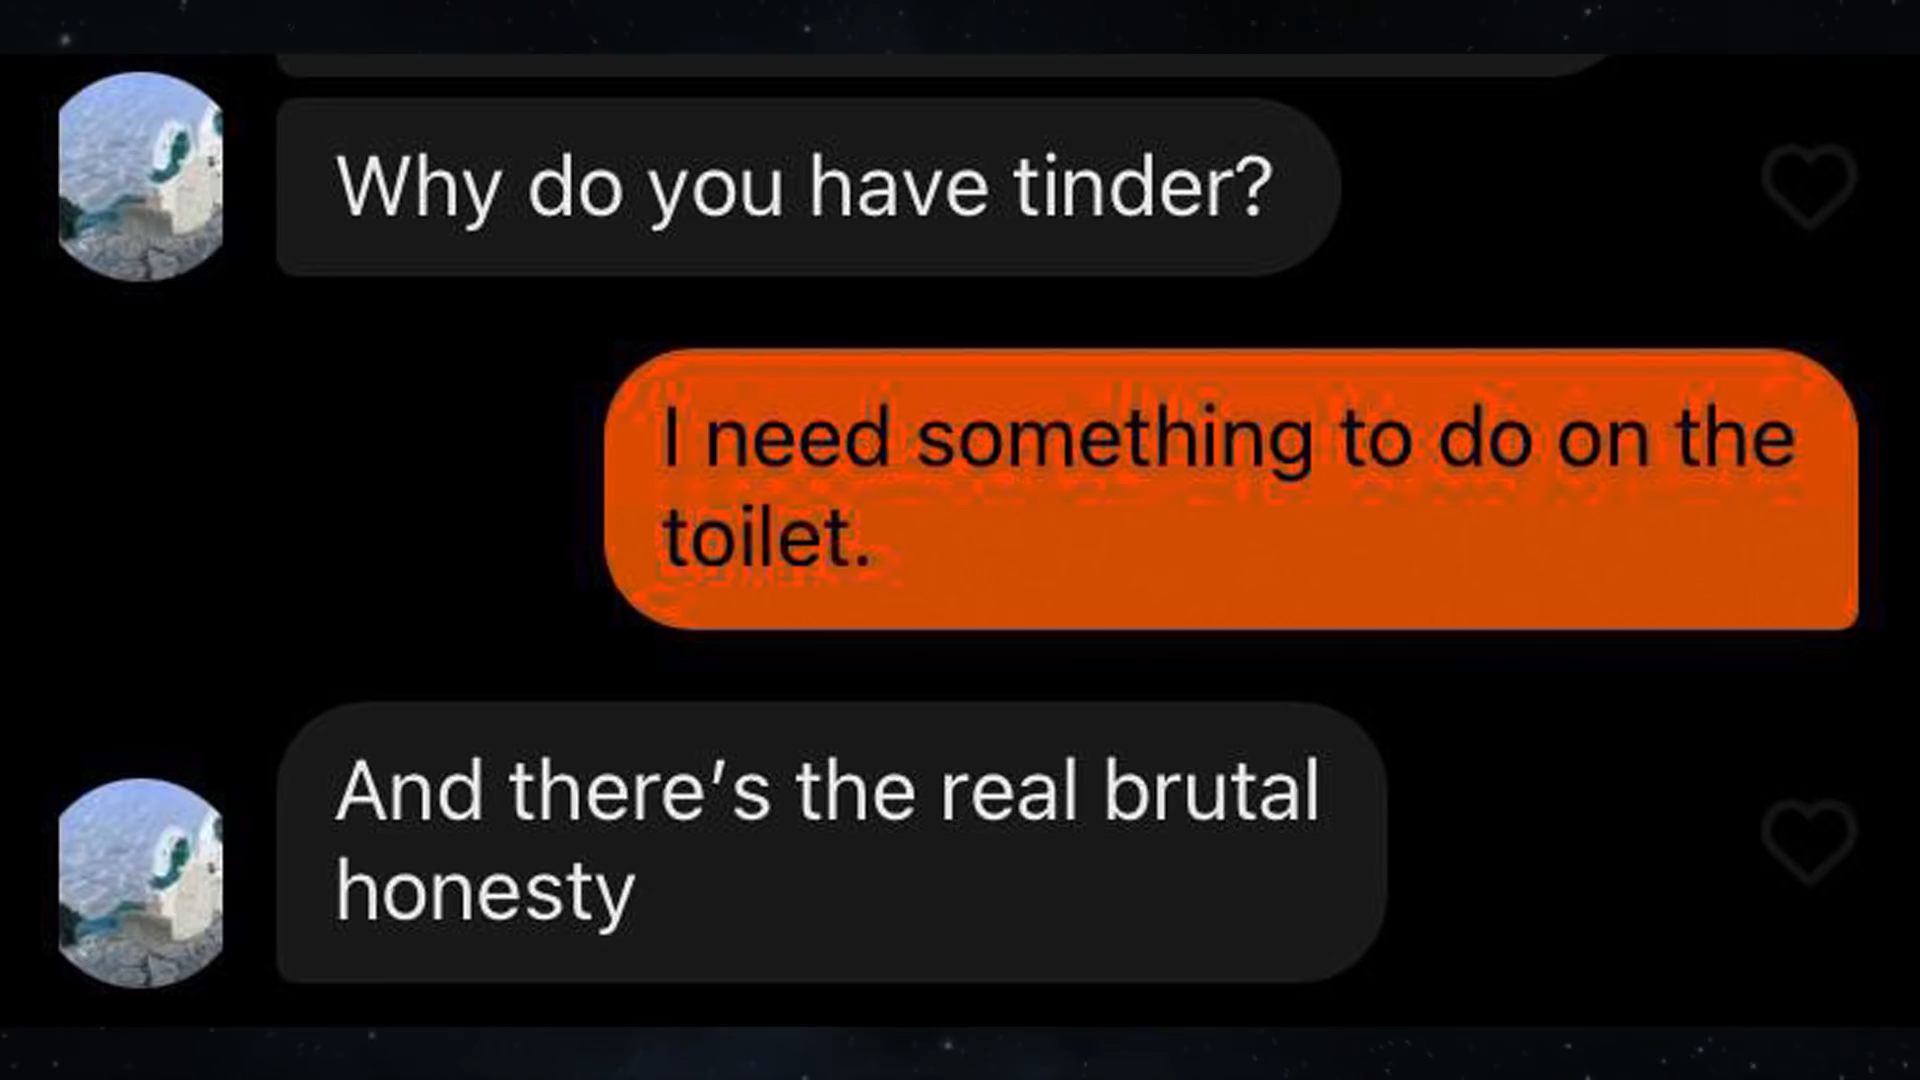 Why do you have tinder?
I need something to do on the
toilet.
And there's the real brutal
honesty